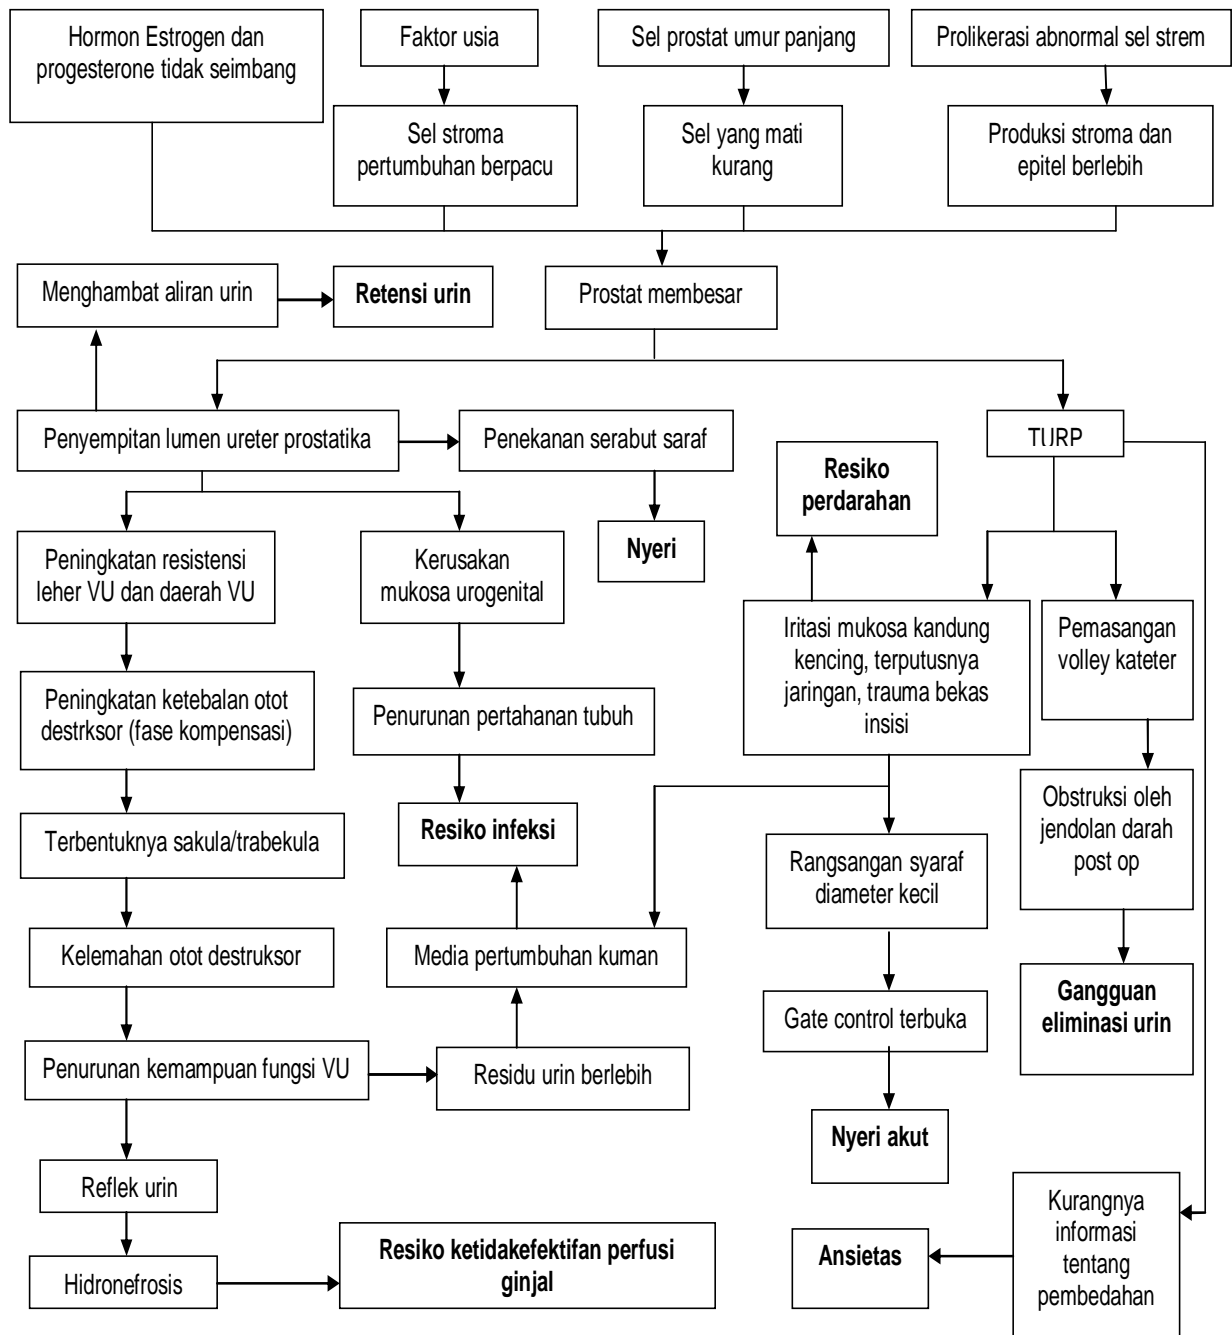 Hormon Estrogen dan
progesterone tidak seimbang
Faktor usia
Sel prostat umur panjang
Prolikerasi abnormal sel strem
Sel stroma
pertumbuhan berpacu
Sel yang mati
kurang
Produksi stroma dan
epitel berlebih
Menghambat aliran urin
Retensi urin
Prostat membesar
Penyempitan lumen ureter prostatika
Penekanan serabut saraf
TURP
Resiko
perdarahan
Nyeri
Peningkatan resistensi
leher VU dan daerah VU
Kerusakan
mukosa urogenital
Iritasi mukosa kandung
kencing, terputusnya
jaringan, trauma bekas
insisi
Pemasangan
volley kateter
Peningkatan ketebalan otot
destrksor (fase kompensasi)
Penurunan pertahanan tubuh
Obstruksi oleh
jendolan darah
post op
Terbentuknya sakula/trabekula
Resiko infeksi
Rangsangan syaraf
diameter kecil
Kelemahan otot destruksor
Media pertumbuhan kuman
Gangguan
eliminasi urin
Gate control terbuka
Penurunan kemampuan fungsi VU
Residu urin berlebih
Nyeri akut
Reflek urin
Kurangnya
informasi
tentang
pembedahan
Hidronefrosis
Resiko ketidakefektifan perfusi
ginjal
Ansietas